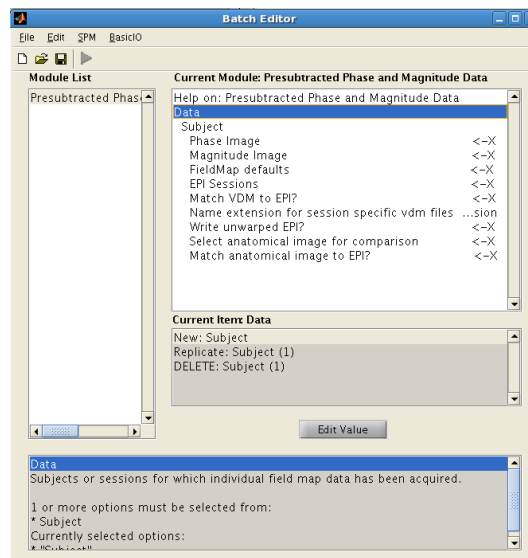 Batch Editor
File Edit SPM BasicIO
Module List
Current Module: Presubtracted Phase and Magnitude Data
Presubtracted Phas
Help on: Presubtracted Phase and Magnitude Data
Data
Subject
Phase Image <-X
Magnitude Image <-X
FieldMap defaults <-X
EPI Sessions <-X
Match VDM to EPI? <-X
Name extension for session specific vdm files ...sion
Write unwarped EPI? <-X
Select anatomical image for comparison <-X
Match anatomical image to EPI? <-X
Current Item: Data
New: Subject
Replicate: Subject (1)
DELETE: Subject (1)
Edit Value
Data
Subjects or sessions for which individual field map data has been acquired.
1 or more options must be selected from:
* Subject
Currently selected options:
* "Subject"